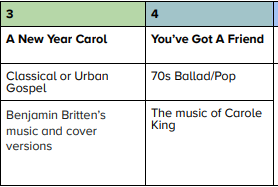 3
4
A New Year Carol
You've Got A Friend
Classical or Urban
Gospel
70s Ballad/Pop
Benjamin Britten's
music and cover
versions
The music of Carole
King